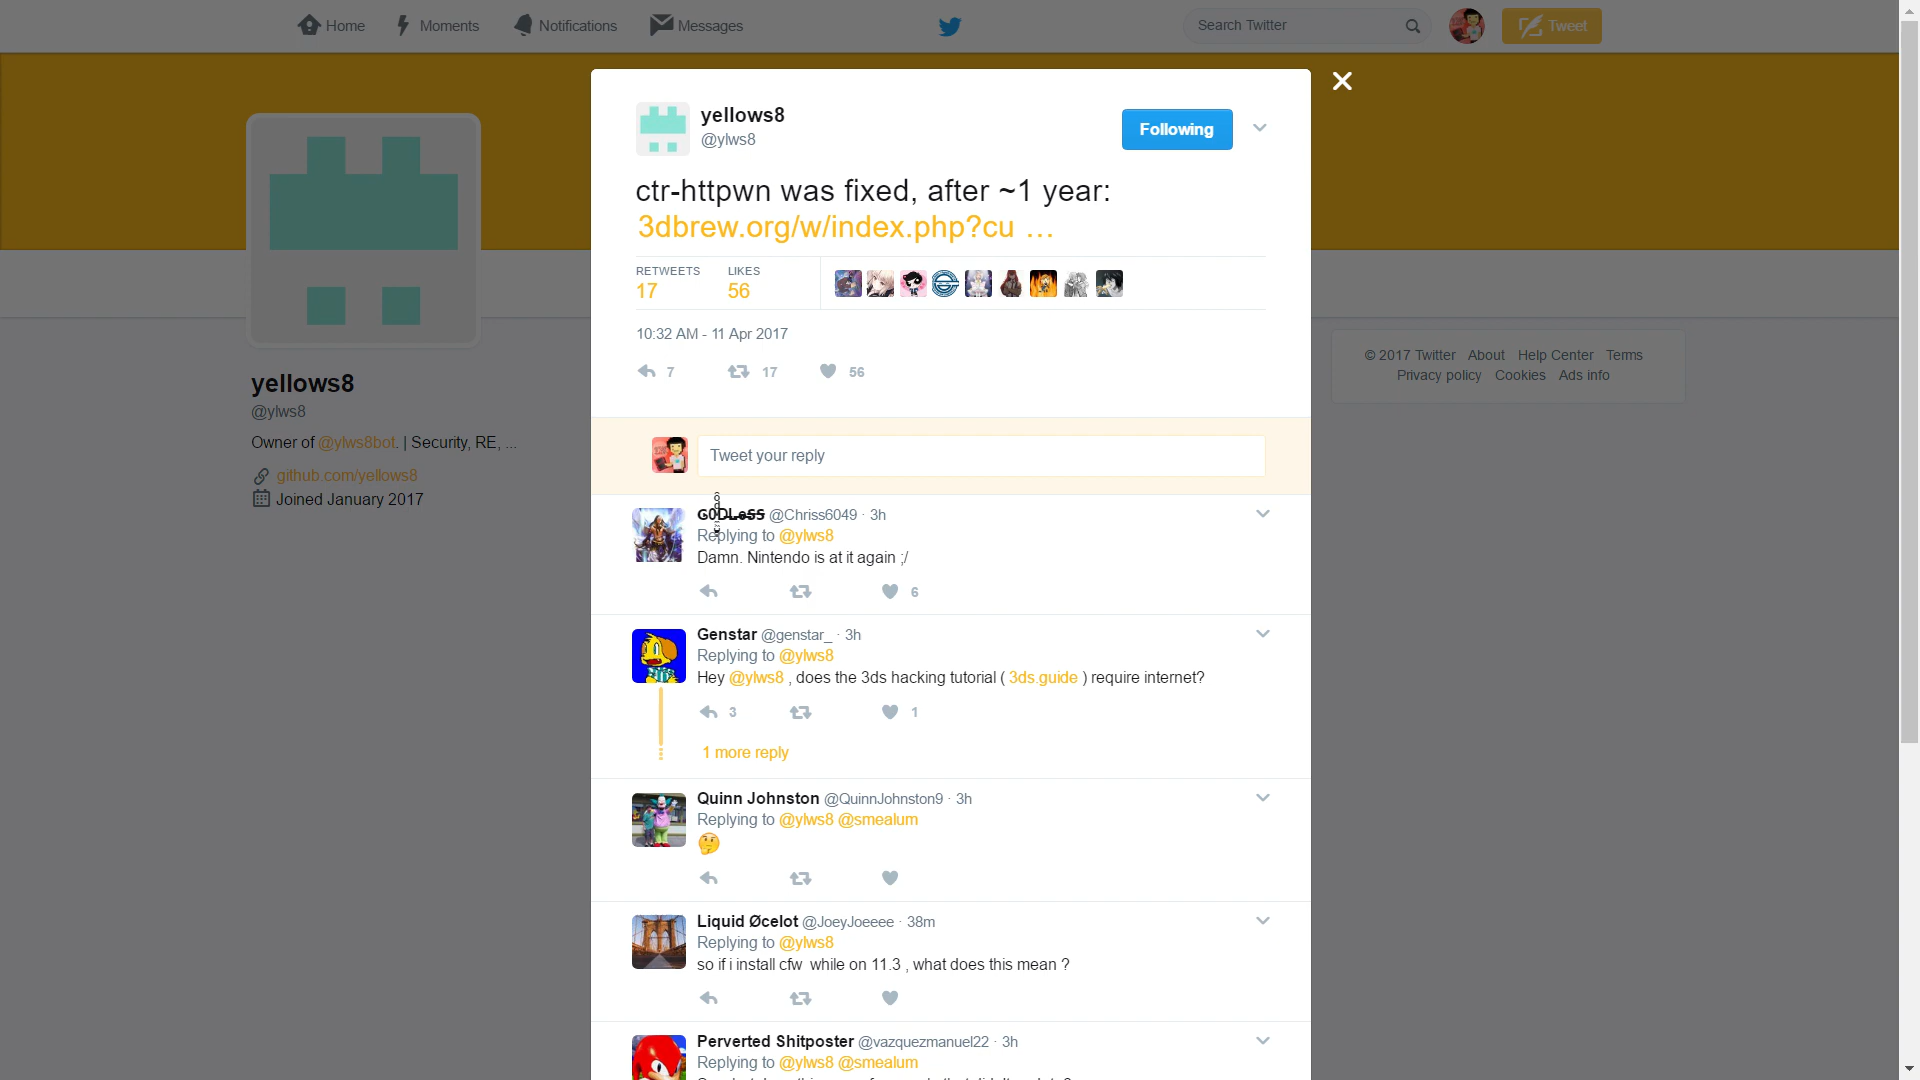 Home
Moments
Notifications
Messages
Search Twitter
Tweet
yellows8
@ylws8
Following
ctr-httpwn was fixed, after ~1 year:
3dbrew.org/w/index.php?cu …
RETWEETS
17
LIKES
56
10:32 AM - 11 Apr 2017
7
17
56
yellows8
@ylws8
Owner of @ylws8bot. | Security, RE, ...
github.com/yellows8
Joined January 2017
© 2017 Twitter About Help Center Terms
Privacy policy Cookies Ads info
Tweet your reply
G0DLeSS @Chriss6049 · 3h
Replying to @ylws8
Damn. Nintendo is at it again ;/
6
Genstar @genstar_ · 3h
Replying to @ylws8
Hey @ylws8 , does the 3ds hacking tutorial ( 3ds.guide ) require internet?
3
1
1 more reply
Quinn Johnston @QuinnJohnston9 · 3h
Replying to @ylws8 @smealum
🤔
Liquid Øcelot @JoeyJoeeee · 38m
Replying to @ylws8
so if i install cfw while on 11.3 , what does this mean ?
Perverted Shitposter @vazquezmanuel22 · 3h
Replying to @ylws8 @smealum